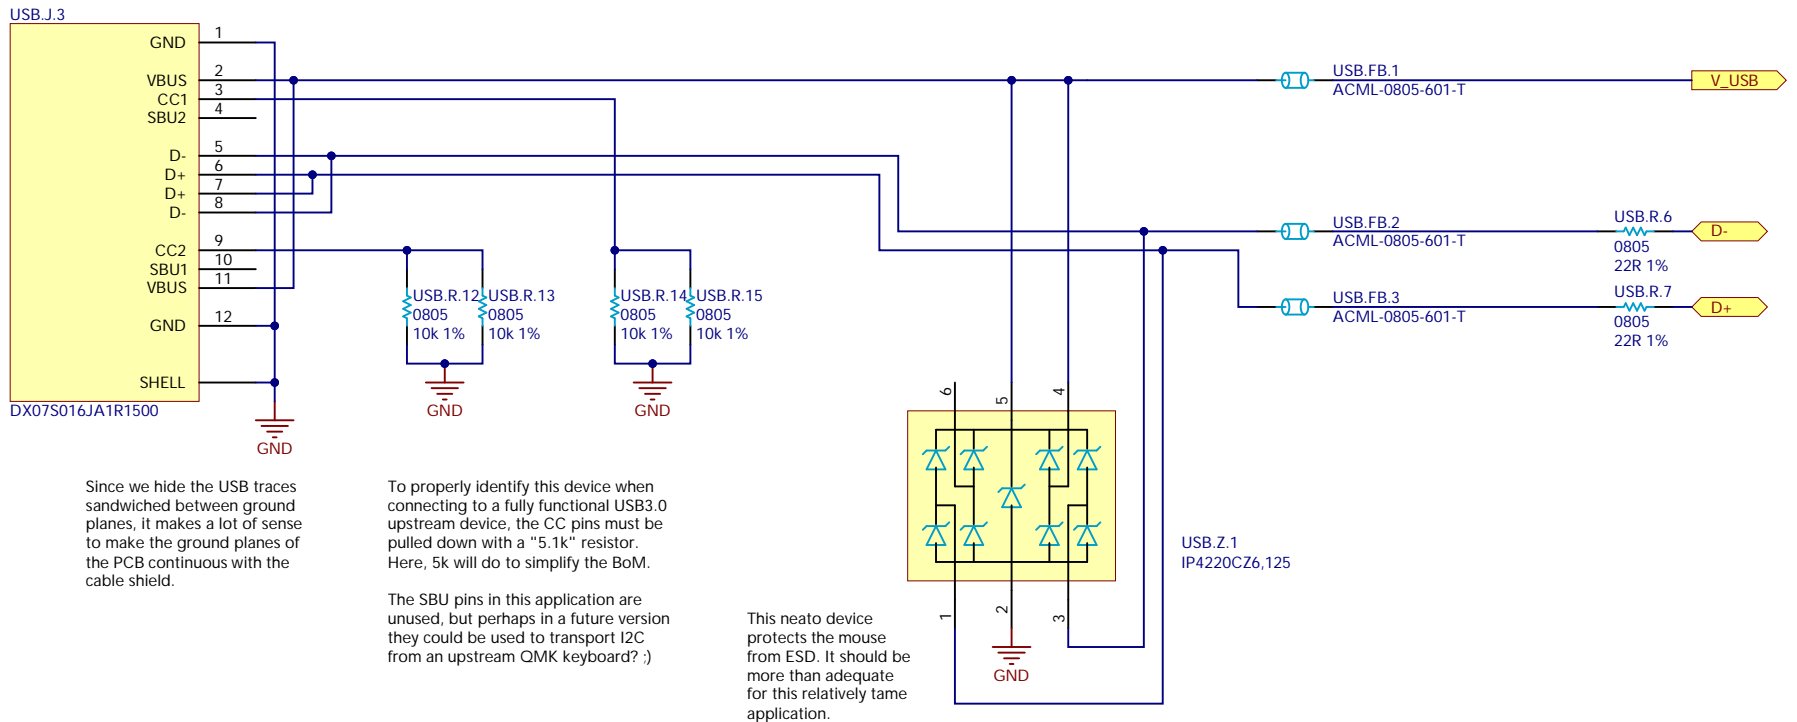 USB.J.3
GND
1
VBUS
2
CC1
3
SBU2
4
D-
5
D+
6
D+
7
D-
8
CC2
9
SBU1
10
VBUS
11
GND
12
SHELL
DX07S016JA1R1500
GND
USB.R.12
0805
10k 1%
USB.R.13
0805
10k 1%
GND
USB.R.14
0805
10k 1%
USB.R.15
0805
10k 1%
GND
USB.FB.1
ACML-0805-601-T
V_USB
USB.FB.2
ACML-0805-601-T
USB.R.6
0805
22R 1%
D-
USB.FB.3
ACML-0805-601-T
USB.R.7
0805
22R 1%
D+
6
5
4
1
2
3
GND
USB.Z.1
IP4220CZ6,125
Since we hide the USB traces
sandwiched between ground
planes, it makes a lot of sense
to make the ground planes of
the PCB continuous with the
cable shield.
To properly identify this device when
connecting to a fully functional USB3.0
upstream device, the CC pins must be
pulled down with a "5.1k" resistor.
Here, 5k will do to simplify the BoM.
The SBU pins in this application are
unused, but perhaps in a future version
they could be used to transport I2C
from an upstream QMK keyboard? ;)
This neato device
protects the mouse
from ESD. It should be
more than adequate
for this relatively tame
application.